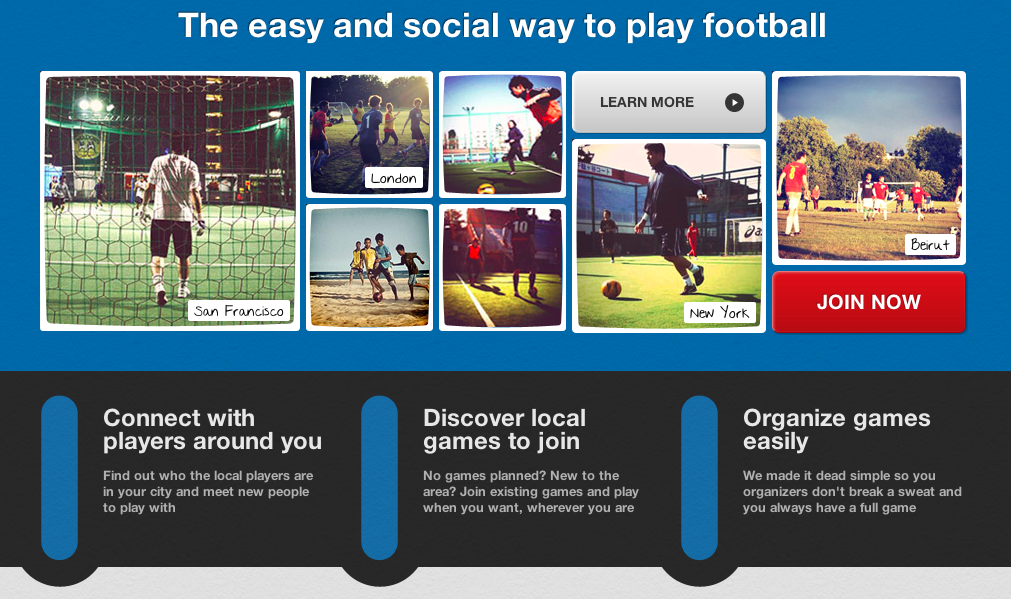 The easy and social way to play football
LEARN MORE
London
San Francisco
10
New York
Beirut
JOIN NOW
Connect with
players around you
Find out who the local players are
in your city and meet new people
to play with
Discover local
games to join
No games planned? New to the
area? Join existing games and play
when you want, wherever you are
Organize games
easily
We made it dead simple so you
organizers don't break a sweat and
you always have a full game